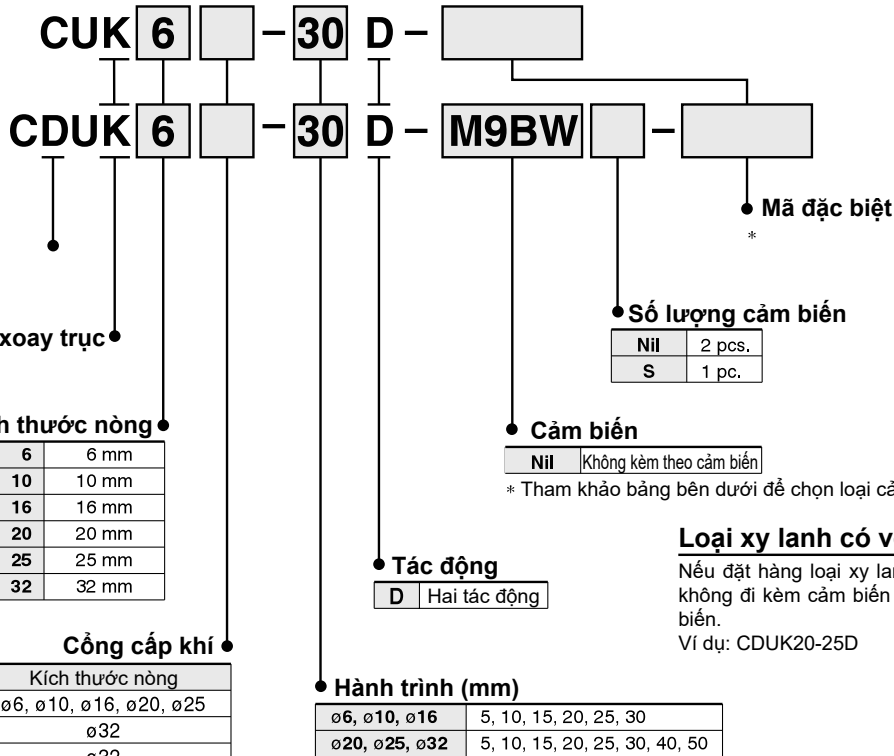 CUK 6 – 30 D –
CDUK 6 – 30 D – M9BW –
Mã đặc biệt
*
Số lượng cảm biến
Nil 2 pcs.
S 1 pc.
xoay trục
thước nòng
6 6 mm
10 10 mm
16 16 mm
20 20 mm
25 25 mm
32 32 mm
Cảm biến
Nil Không kèm theo cảm biến
* Tham khảo bảng bên dưới để chọn loại
Tác động
D Hai tác động
Loại xy lanh có
Nếu đặt hàng loại xy
không đi kèm cảm biến
biến.
Ví dụ: CDUK20-25D
Cổng cấp khí
Kích thước nòng
ø6, ø10, ø16, ø20, ø25
ø32
Hành trình (mm)
ø6, ø10, ø16 5, 10, 15, 20, 25, 30
ø20, ø25, ø32 5, 10, 15, 20, 25, 30, 40, 50